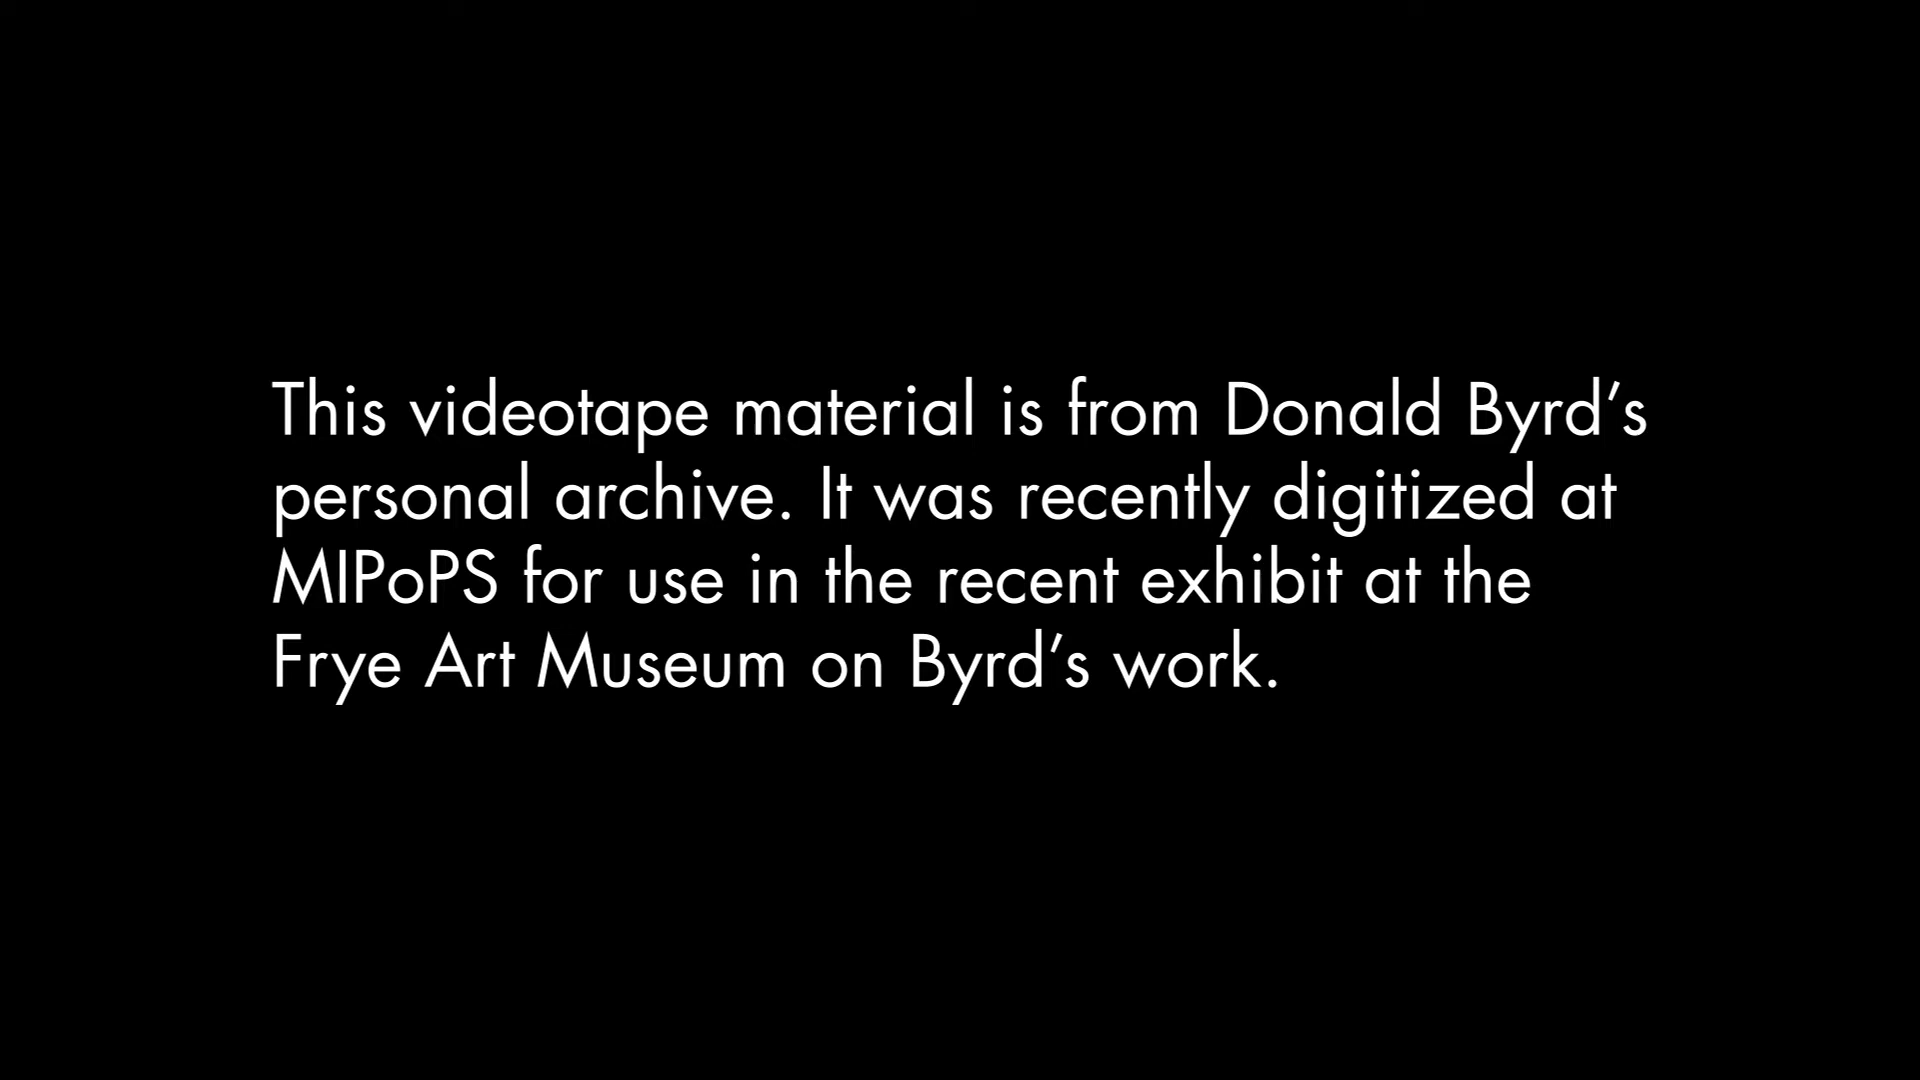 This videotape material is from Donald Byrd’s
personal archive. It was recently digitized at
MIPoPS for use in the recent exhibit at the
Frye Art Museum on Byrd’s work.